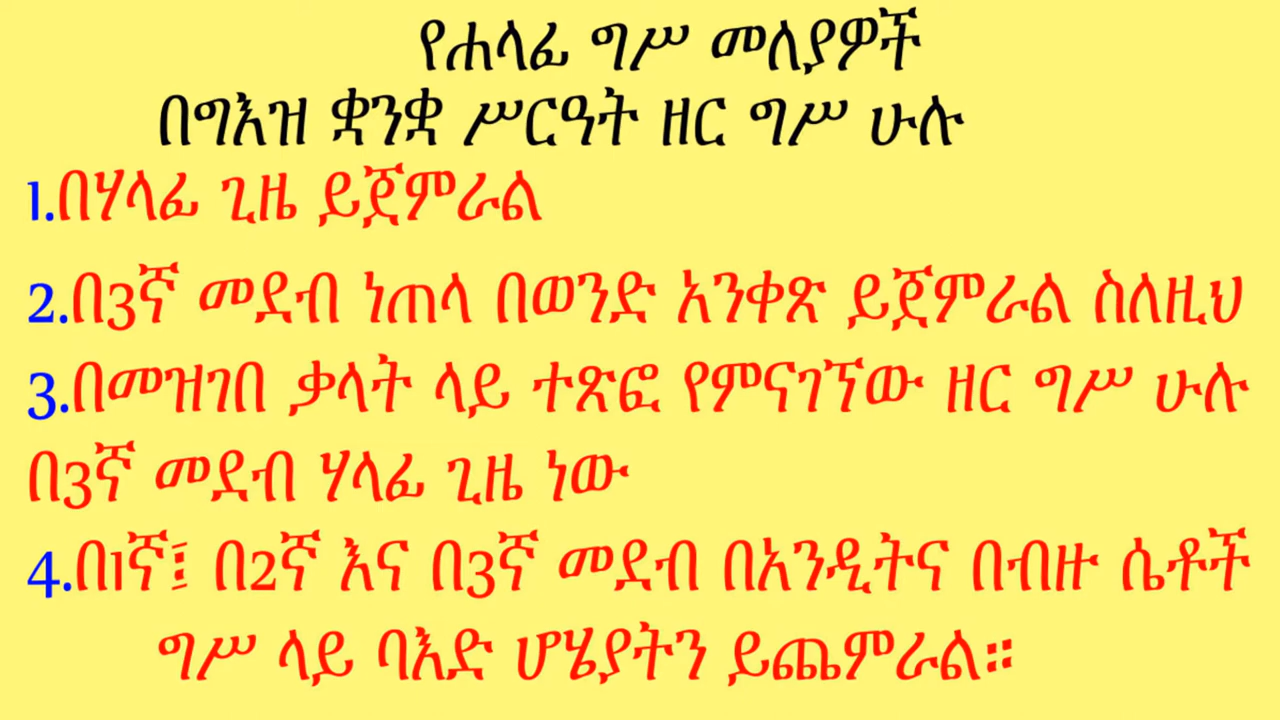 የሐላፊ ግሥ መለያዎች
በግእዝ ቋንቋ ሥርዓት ዘር ግሥ ሁሉ
1.በሃላፊ ጊዜ ይጀምራል
2.በ3ኛ መደብ ነጠላ በወንድ አንቀጽ ይጀምራል ስለዚህ
3.በመዝገበ ቃላት ላይ ተጽፎ የምናገኘው ዘር ግሥ ሁሉ
በ3ኛ መደብ ሃላፊ ጊዜ ነው
4.በ1ኛ፤ በ2ኛ እና በ3ኛ መደብ በአንዲትና በብዙ ሴቶች
ግሥ ላይ ባእድ ሆሄያትን ይጨምራል።